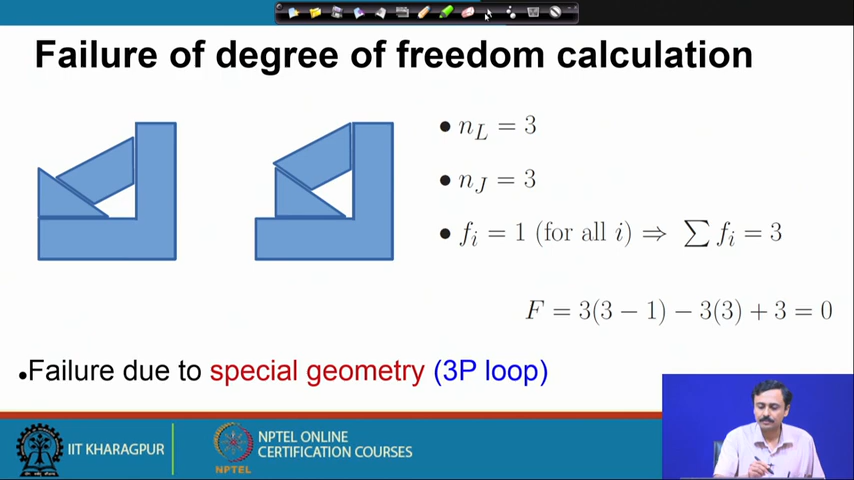 Failure of degree of freedom calculation
• n_L = 3
• n_J = 3
• f_i = 1 (for all i) ⇒ ∑ f_i = 3
F = 3(3 − 1) − 3(3) + 3 = 0
•Failure due to special geometry (3P loop)
IIT KHARAGPUR
NPTEL
NPTEL ONLINE
CERTIFICATION COURSES